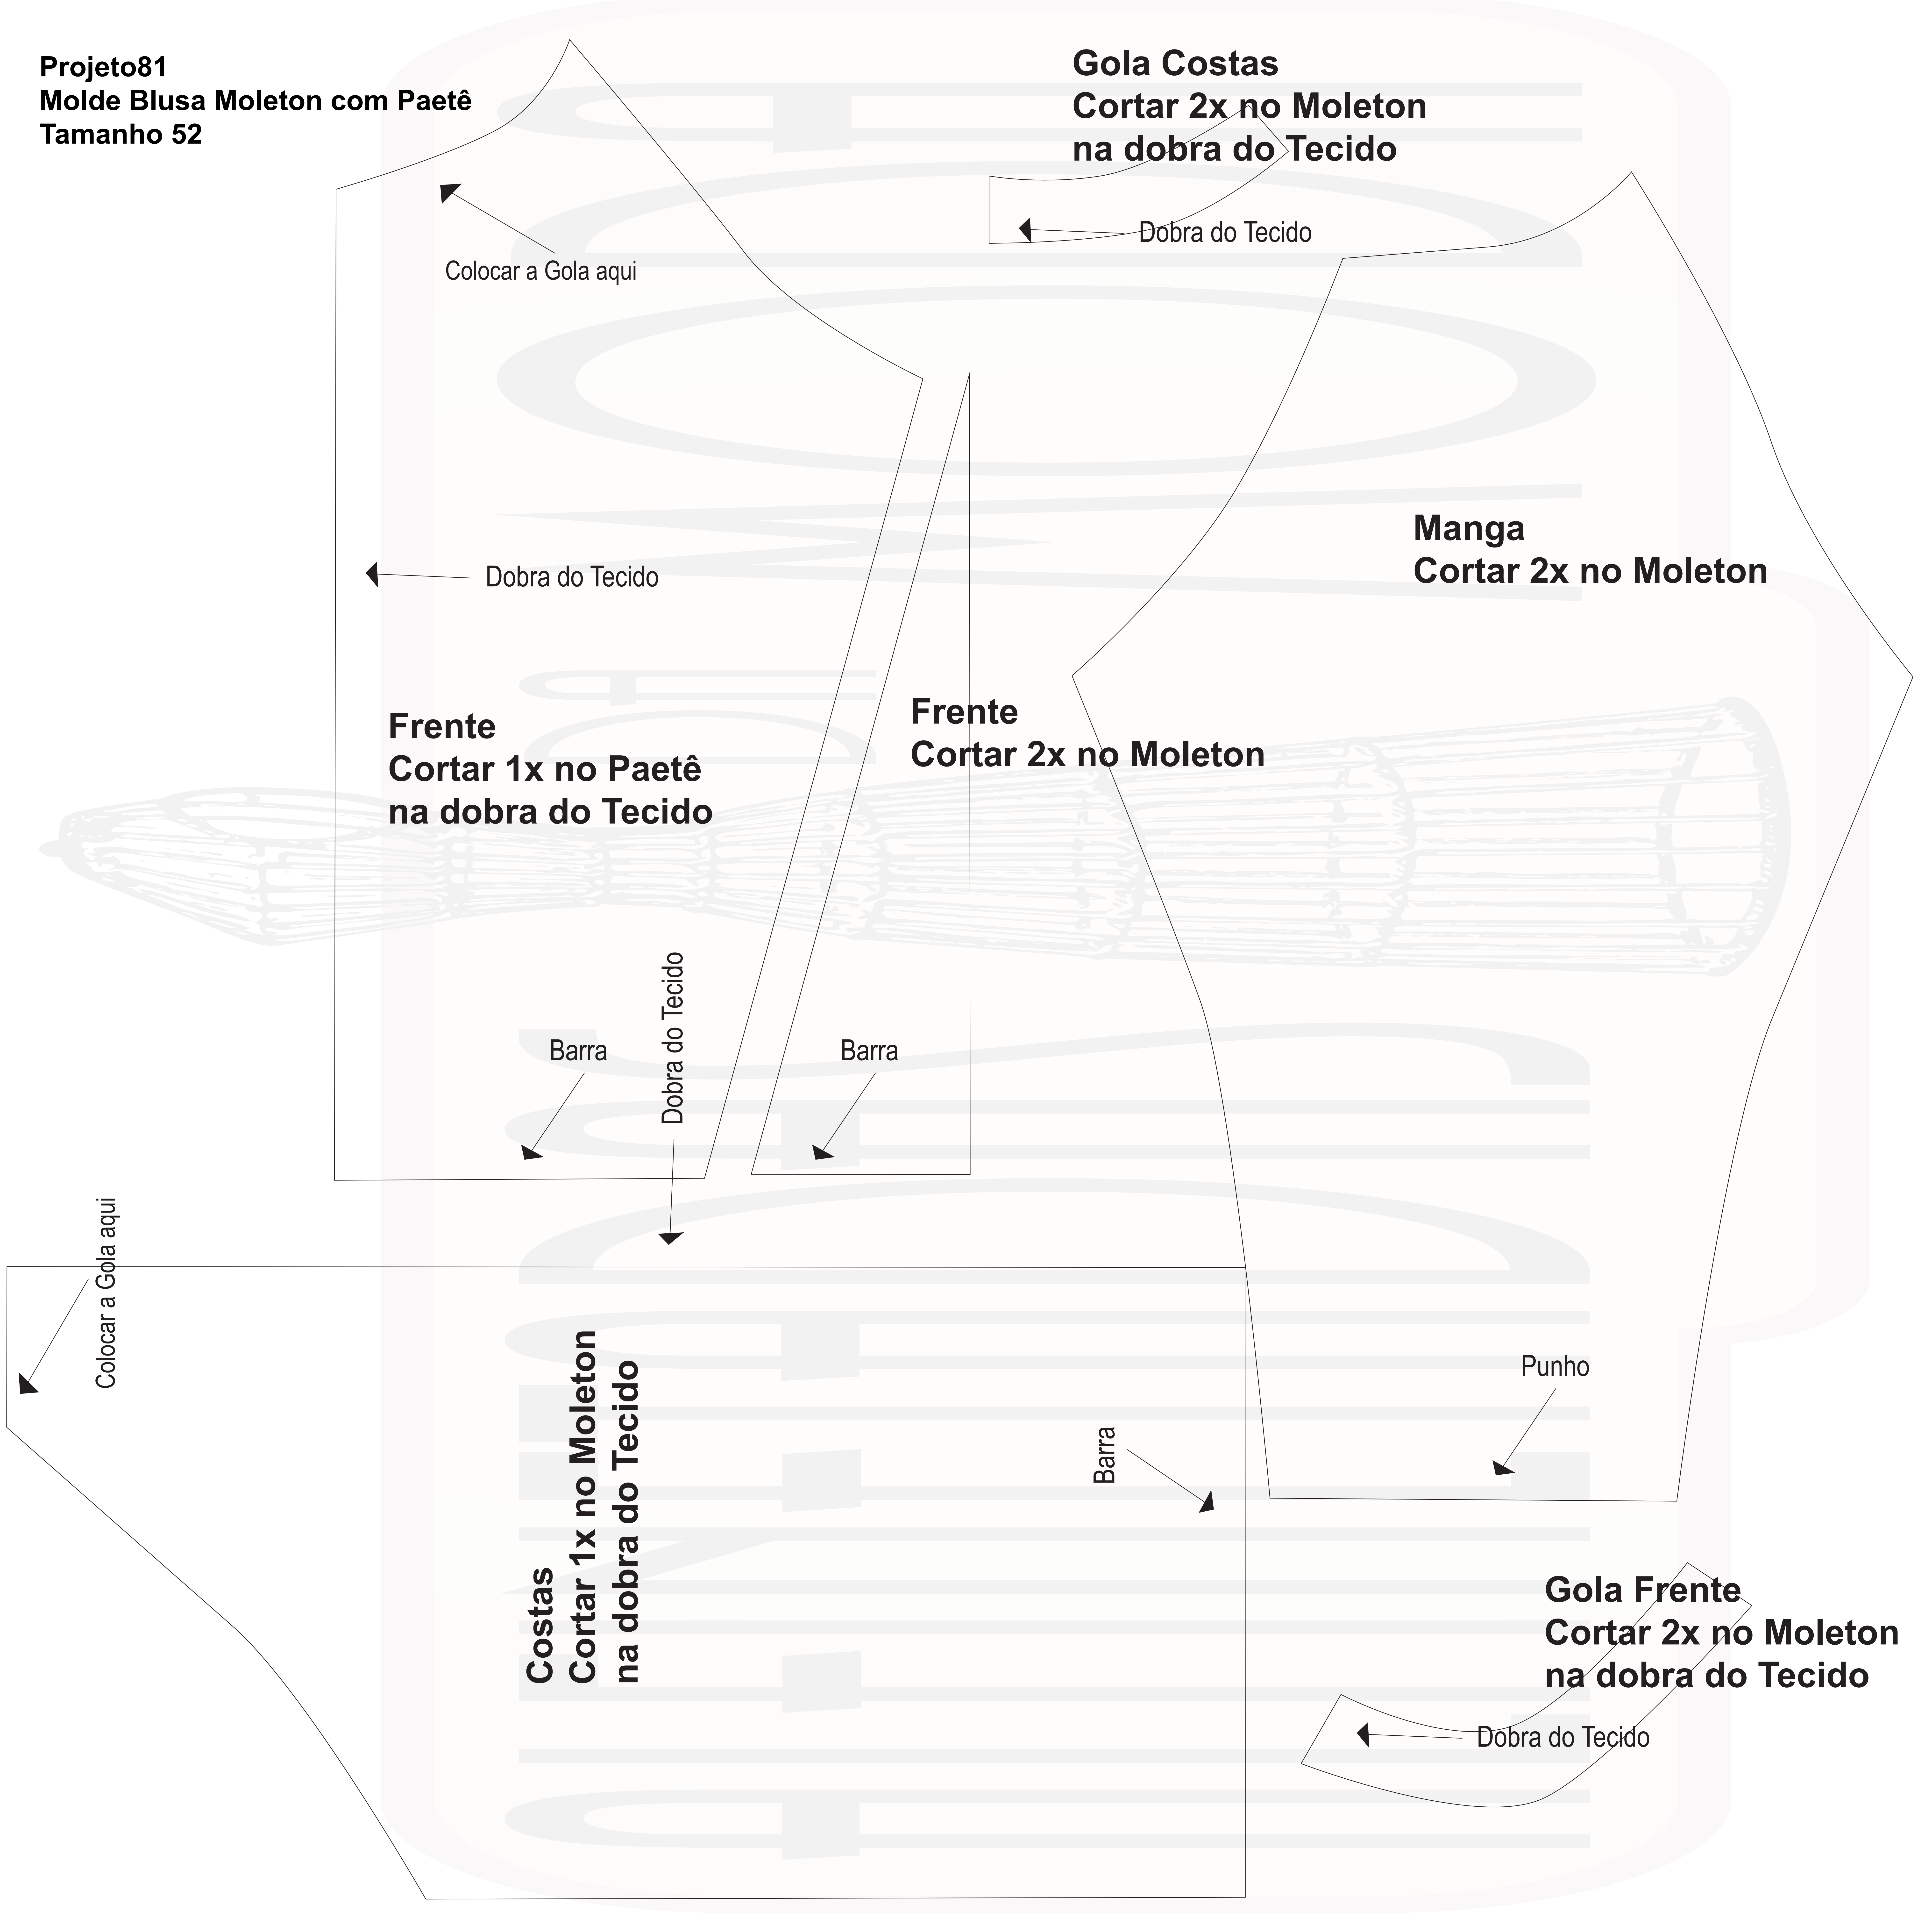 Projeto81
Molde Blusa Moleton com Paetê
Tamanho 52
Gola Costas
Cortar 2x no Moleton
na dobra do Tecido
Dobra do Tecido
Colocar a Gola aqui
Manga
Cortar 2x no Moleton
Dobra do Tecido
Frente
Cortar 1x no Paetê
na dobra do Tecido
Frente
Cortar 2x no Moleton
Barra
Dobra do Tecido
Barra
Colocar a Gola aqui
Costas
Cortar 1x no Moleton
na dobra do Tecido
Barra
Punho
Gola Frente
Cortar 2x no Moleton
na dobra do Tecido
Dobra do Tecido